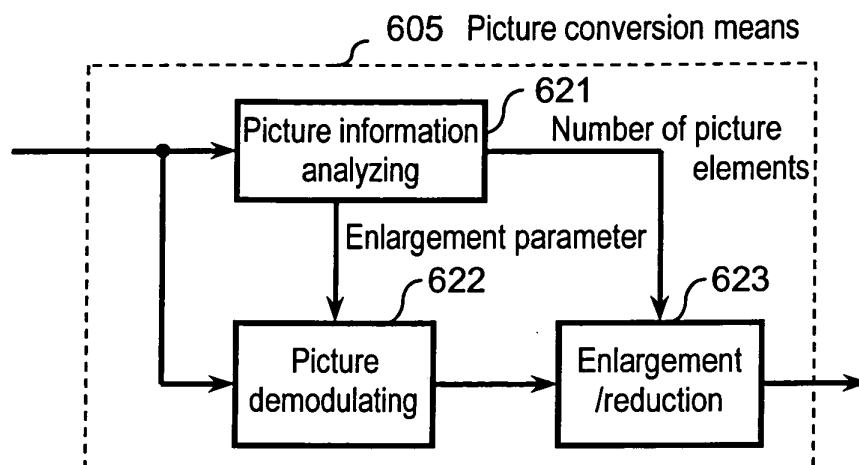 605 Picture conversion means
621
Picture information
analyzing
Number of picture
elements
Enlargement parameter
622
623
Picture
demodulating
Enlargement
/reduction